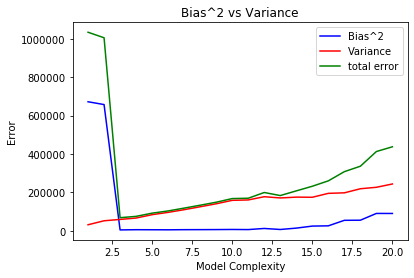 Bias^2 vs Variance
Bias^2
Variance
total error
1000000
800000
600000
400000
200000
0
Error
2.5
5.0
7.5
10.0
12.5
15.0
17.5
20.0
Model Complexity